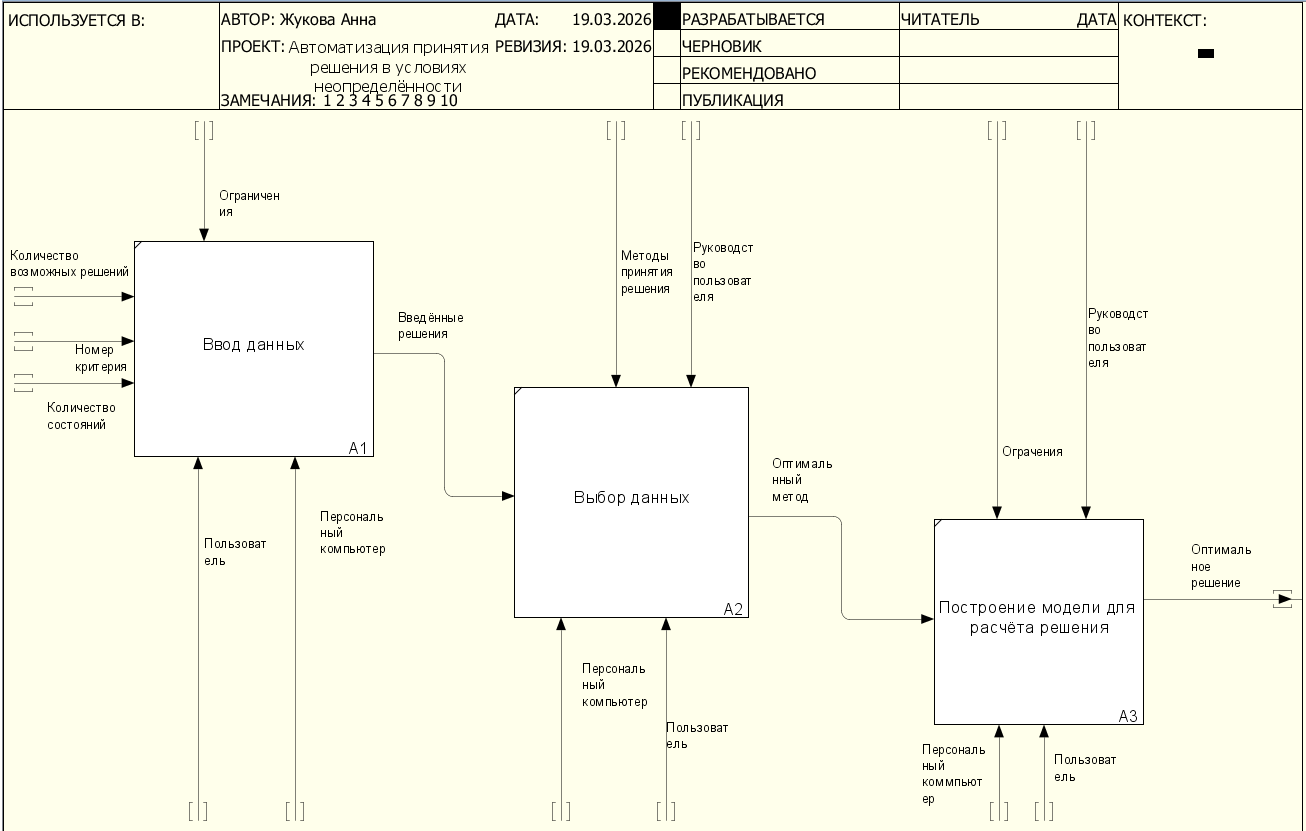 ИСПОЛЬЗУЕТСЯ В:
АВТОР: Жукова Анна
ДАТА: 19.03.2026
ПРОЕКТ: Автоматизация принятия
решения в условиях
неопределённости
РЕВИЗИЯ: 19.03.2026
ЗАМЕЧАНИЯ: 1 2 3 4 5 6 7 8 9 10
РАЗРАБАТЫВАЕТСЯ
ЧЕРНОВИК
РЕКОМЕНДОВАНО
ПУБЛИКАЦИЯ
ЧИТАТЕЛЬ
ДАТА
КОНТЕКСТ:
Ограничен
ия
Количество
возможных решений
Номер
критерия
Количество
состояний
Ввод данных
A1
Пользоват
ель
Персональ
ный
компьютер
Введённые
решения
Методы
принятия
решения
Руководст
во
пользоват
еля
Выбор данных
A2
Персональ
ный
компьютер
Пользоват
ель
Оптималь
нный
метод
Ограчения
Руководст
во
пользоват
еля
Построение модели для
расчёта решения
A3
Персональ
ный
коммпьют
ер
Пользоват
ель
Оптималь
ное
решение